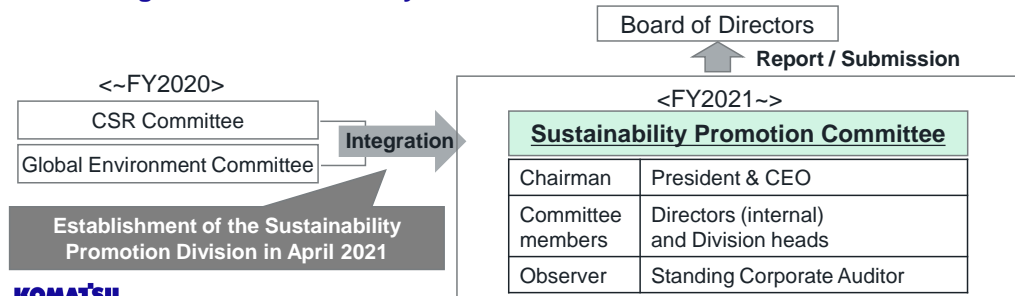 Board of Directors
Report / Submission
<~FY2020>
CSR Committee
Global Environment Committee
Integration
Establishment of the Sustainability
Promotion Division in April 2021
<FY2021~>
Sustainability Promotion Committee
Chairman President & CEO
Committee members Directors (internal) and Division heads
Observer Standing Corporate Auditor
KOMATSU